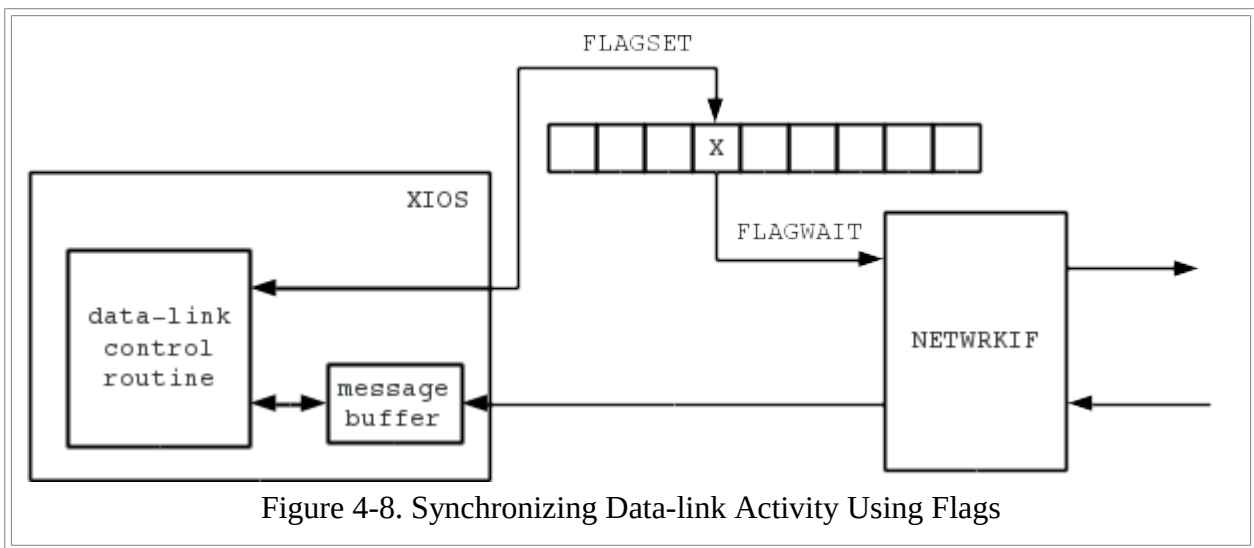 FLAGSET
X
XIOS
FLAGWAIT
data-link
control
routine
NETWRKIF
message
buffer
Figure 4-8. Synchronizing Data-link Activity Using Flags